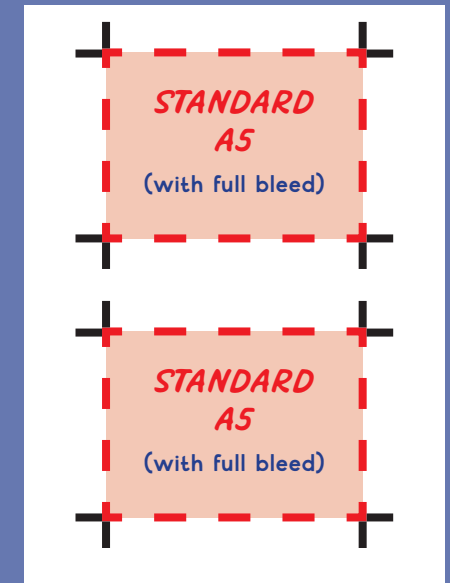 STANDARD
A5
(with full bleed)
STANDARD
A5
(with full bleed)